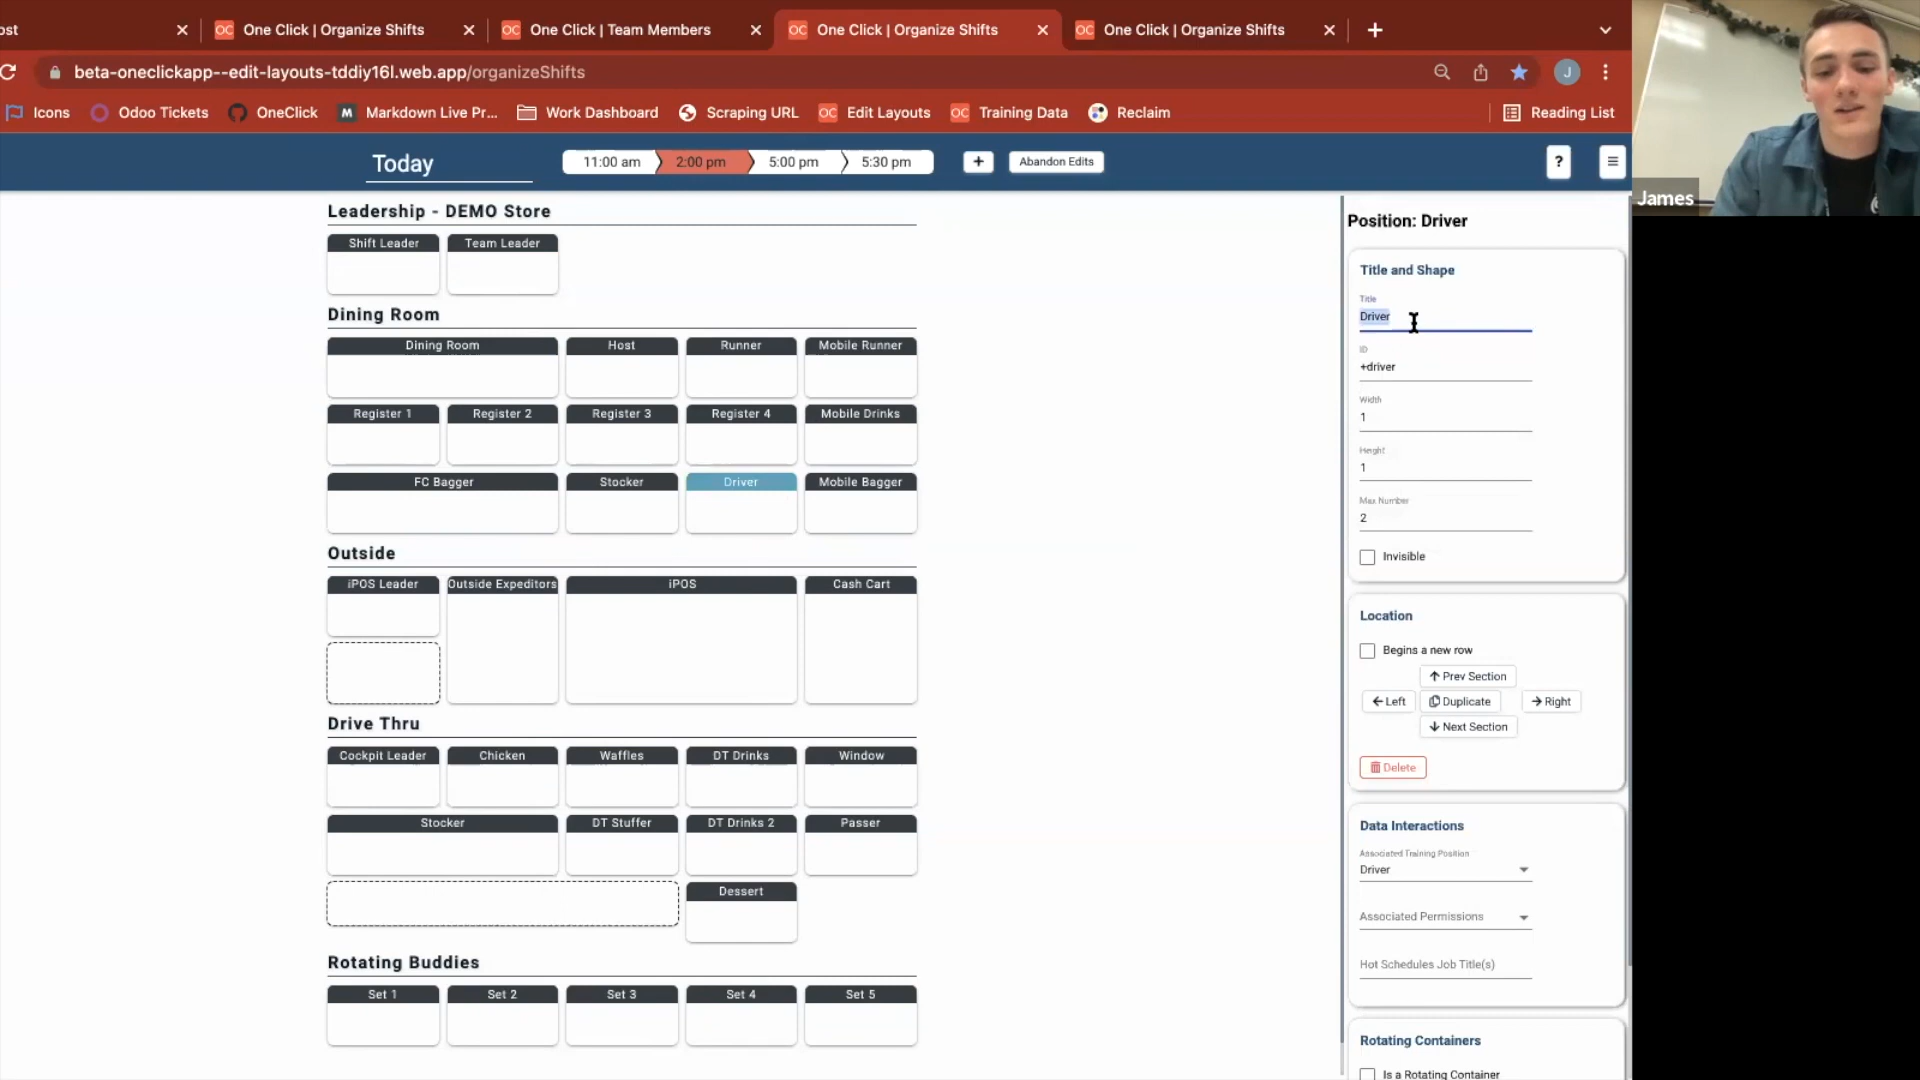 ost
One Click | Organize Shifts
One Click | Team Members
One Click | Organize Shifts
One Click | Organize Shifts
beta-oneclickapp--edit-layouts-tddiy16l.web.app/organizeShifts
J
Icons
Odoo Tickets
OneClick
M
Markdown Live Pr...
Work Dashboard
Scraping URL
OC Edit Layouts
OC Training Data
Reclaim
Reading List
Today
11:00 am
2:00 pm
5:00 pm
5:30 pm
+
Abandon Edits
?
James
Leadership - DEMO Store
Shift Leader
Team Leader
Dining Room
Dining Room
Host
Runner
Mobile Runner
Register 1
Register 2
Register 3
Register 4
Mobile Drinks
FC Bagger
Stocker
Driver
Mobile Bagger
Outside
iPOS Leader
Outside Expeditors
iPOS
Cash Cart
Drive Thru
Cockpit Leader
Chicken
Waffles
DT Drinks
Window
Stocker
DT Stuffer
DT Drinks 2
Passer
Dessert
Rotating Buddies
Set 1
Set 2
Set 3
Set 4
Set 5
Position: Driver
Title and Shape
Title
Driver
ID
+driver
Width
1
Height
1
Max Number
2
Invisible
Location
Begins a new row
Prev Section
Left
Duplicate
Right
Next Section
Delete
Data Interactions
Associated Training Position
Driver
Associated Permissions
Hot Schedules Job Title(s)
Rotating Containers
Is a Rotating Container